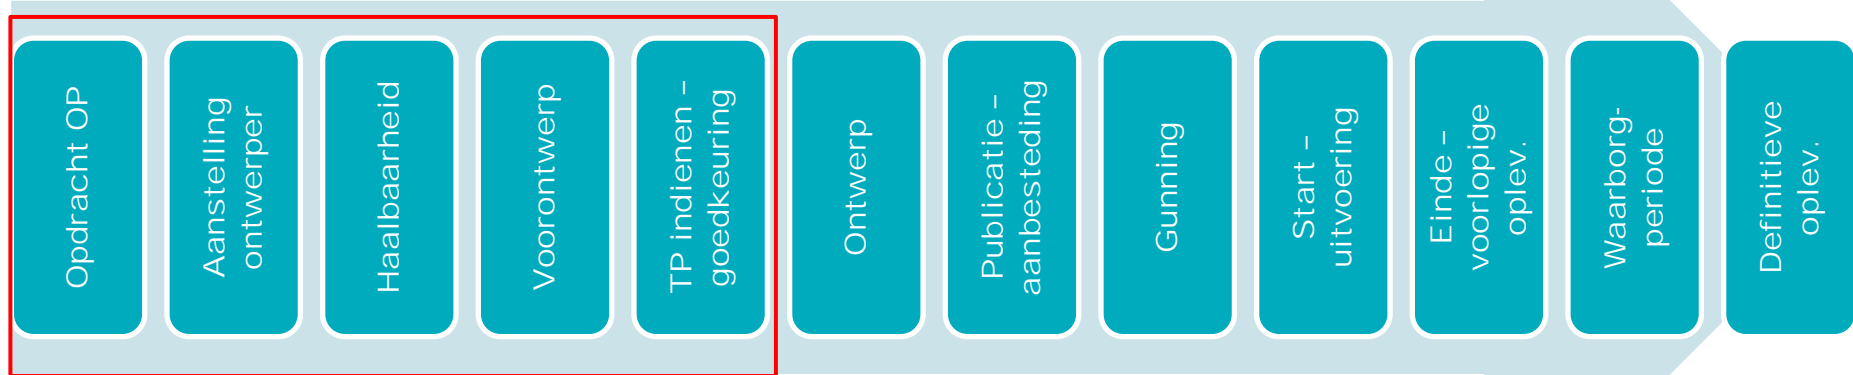 Opdracht OP
Aanstelling
ontwerper
Haalbaarheid
Voorontwerp
TP indienen –
goedkeuring
Ontwerp
Publicatie –
aanbesteding
Gunning
Start –
uitvoering
Einde –
voorlopige
oplev.
Waarborg-
periode
Definitieve
oplev.